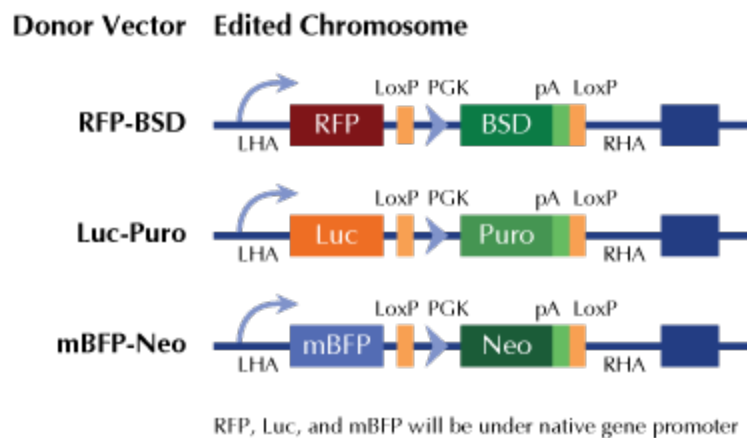 Donor Vector Edited Chromosome
LoxP PGK pA LoxP
RFP-BSD RFP BSD
LHA RHA
LoxP PGK pA LoxP
Luc-Puro Luc Puro
LHA RHA
LoxP PGK pA LoxP
mBFP-Neo mBFP Neo
LHA RHA
RFP, Luc, and mBFP will be under native gene promoter